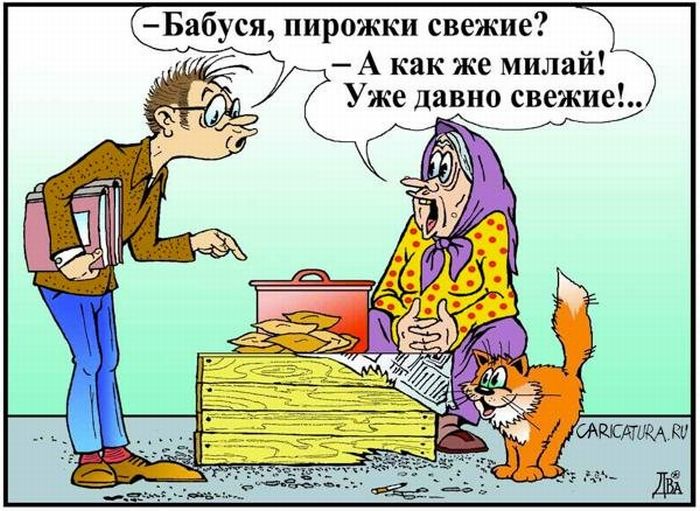 –Бабуся, пирожки свежие?
– А как же милай!
Уже давно свежие!..
CARICATURA.RU
ДВА